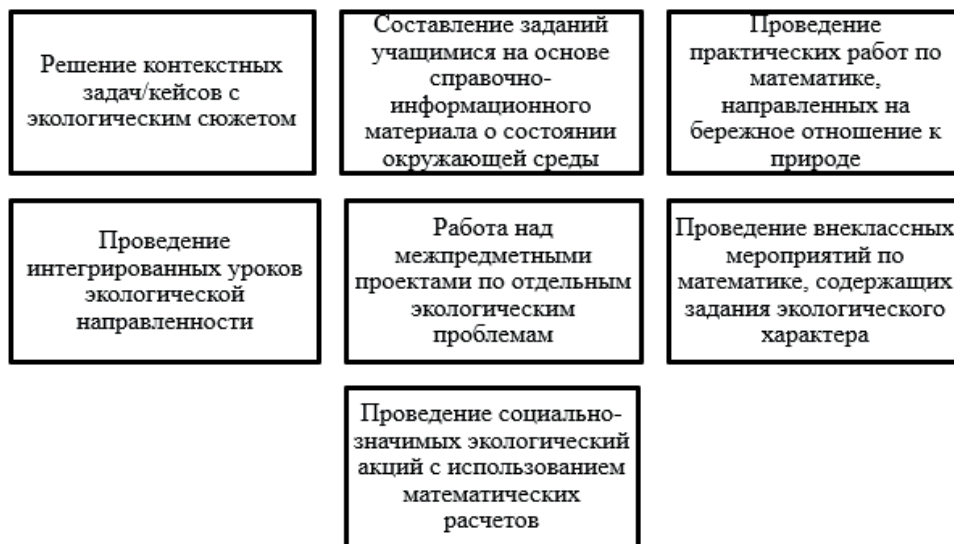 Решение контекстных
задач/кейсов с
экологическим сюжетом
Составление заданий
учащимися на основе
справочно-
информационного
материала о состоянии
окружающей среды
Проведение
практических работ по
математике,
направленных на
бережное отношение к
природе
Проведение
интегрированных уроков
экологической
направленности
Работа над
межпредметными
проектами по отдельным
экологическим
проблемам
Проведение внеклассных
мероприятий по
математике, содержащих
задания экологического
характера
Проведение социально-
значимых экологический
акций с использованием
математических
расчетов